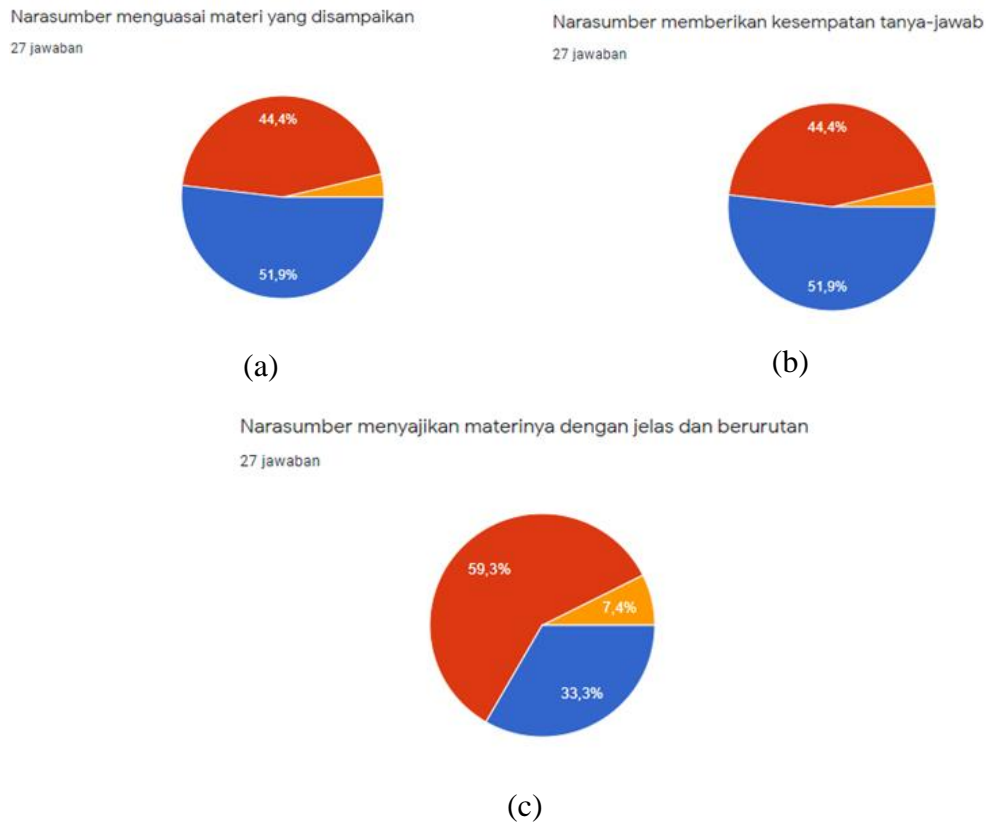 Narasumber menguasai materi yang disampaikan
27 jawaban
44,4%
51,9%
(a)
Narasumber memberikan kesempatan tanya-jawab
27 jawaban
44,4%
51,9%
(b)
Narasumber menyajikan materinya dengan jelas dan berurutan
27 jawaban
59,3%
7,4%
33,3%
(c)